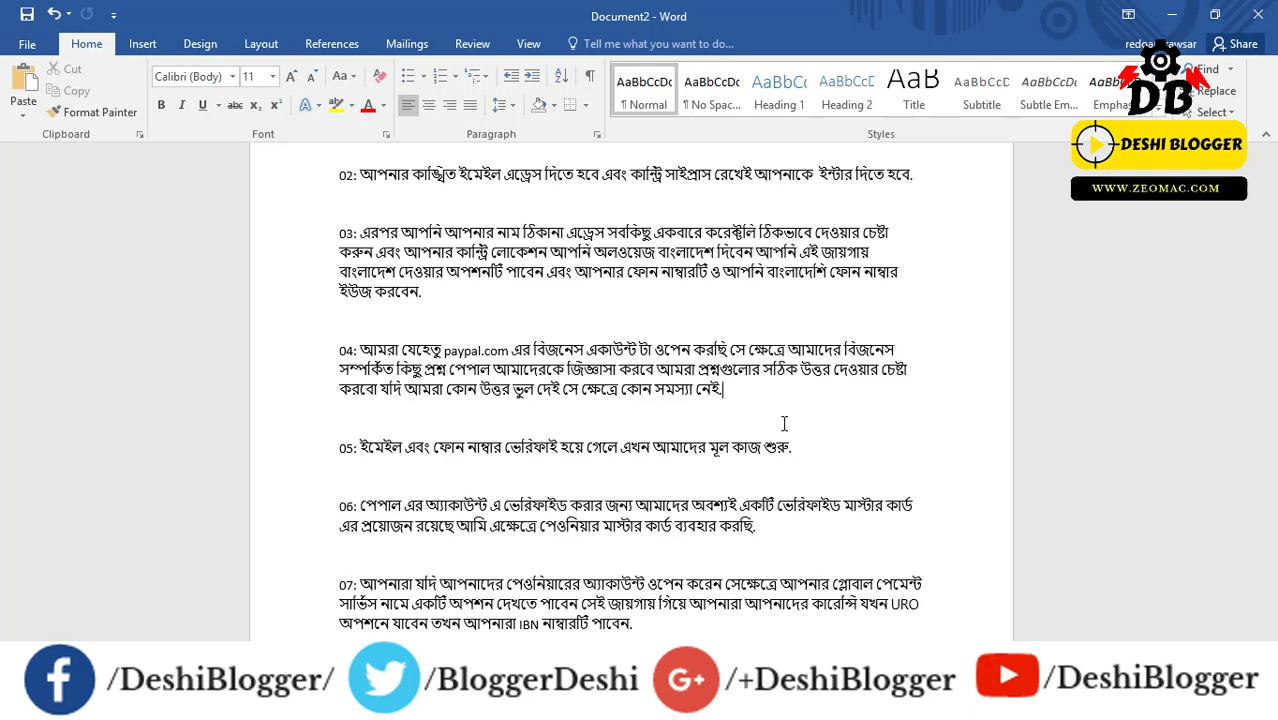 Document2 - Word
File Home Insert Design Layout References Mailings Review View Tell me what you want to do... Share
Cut
Copy
Format Painter
Paste
Calibri (Body) 11
Find
Replace
Select
AaBbCcDc AaBbCcDc AaBbCc AaBbCcD AaB AaBbCcD AaBbCcDc
¶ Normal ¶ No Spac... Heading 1 Heading 2 Title Subtitle Subtle Em... Emphas
Clipboard Font Paragraph Styles
DB
DESHI BLOGGER
WWW.ZEOMAC.COM
02: আপনার কাঙ্খিত ইমেইল এড্রেস দিতে হবে এবং কান্ট্রি সাইপ্রাস রেখেই আপনাকে ইন্টার দিতে হবে.
03: এরপর আপনি আপনার নাম ঠিকানা এড্রেস সবকিছু একবারে করেক্টলি ঠিকভাবে দেওয়ার চেষ্টা
করুন এবং আপনার কান্ট্রি লোকেশন আপনি অলওয়েজ বাংলাদেশ দিবেন আপনি এই জায়গায়
বাংলাদেশ দেওয়ার অপশনটি পাবেন এবং আপনার ফোন নাম্বারটি ও আপনি বাংলাদেশি ফোন নাম্বার
ইউজ করবেন.
04: আমরা যেহেতু paypal.com এর বিজনেস একাউন্ট টা ওপেন করছি সে ক্ষেত্রে আমাদের বিজনেস
সম্পর্কিত কিছু প্রশ্ন পেপাল আমাদেরকে জিজ্ঞাসা করবে আমরা প্রশ্নগুলোর সঠিক উত্তর দেওয়ার চেষ্টা
করবো যদি আমরা কোন উত্তর ভুল দেই সে ক্ষেত্রে কোন সমস্যা নেই.
05: ইমেইল এবং ফোন নাম্বার ভেরিফাই হয়ে গেলে এখন আমাদের মূল কাজ শুরু.
06: পেপাল এর অ্যাকাউন্ট এ ভেরিফাইড করার জন্য আমাদের অবশ্যই একটি ভেরিফাইড মাস্টার কার্ড
এর প্রয়োজন রয়েছে আমি এক্ষেত্রে পেওনিয়ার মাস্টার কার্ড ব্যবহার করছি.
07: আপনারা যদি আপনাদের পেওনিয়ারের অ্যাকাউন্ট ওপেন করেন সেক্ষেত্রে আপনার গ্লোবাল পেমেন্ট
সার্ভিস নামে একটি অপশন দেখতে পাবেন সেই জায়গায় গিয়ে আপনারা আপনাদের কারেন্সি যখন URO
অপশনে যাবেন তখন আপনারা IBN নাম্বারটি পাবেন.
/DeshiBlogger/ /BloggerDeshi /+DeshiBlogger /DeshiBlogger